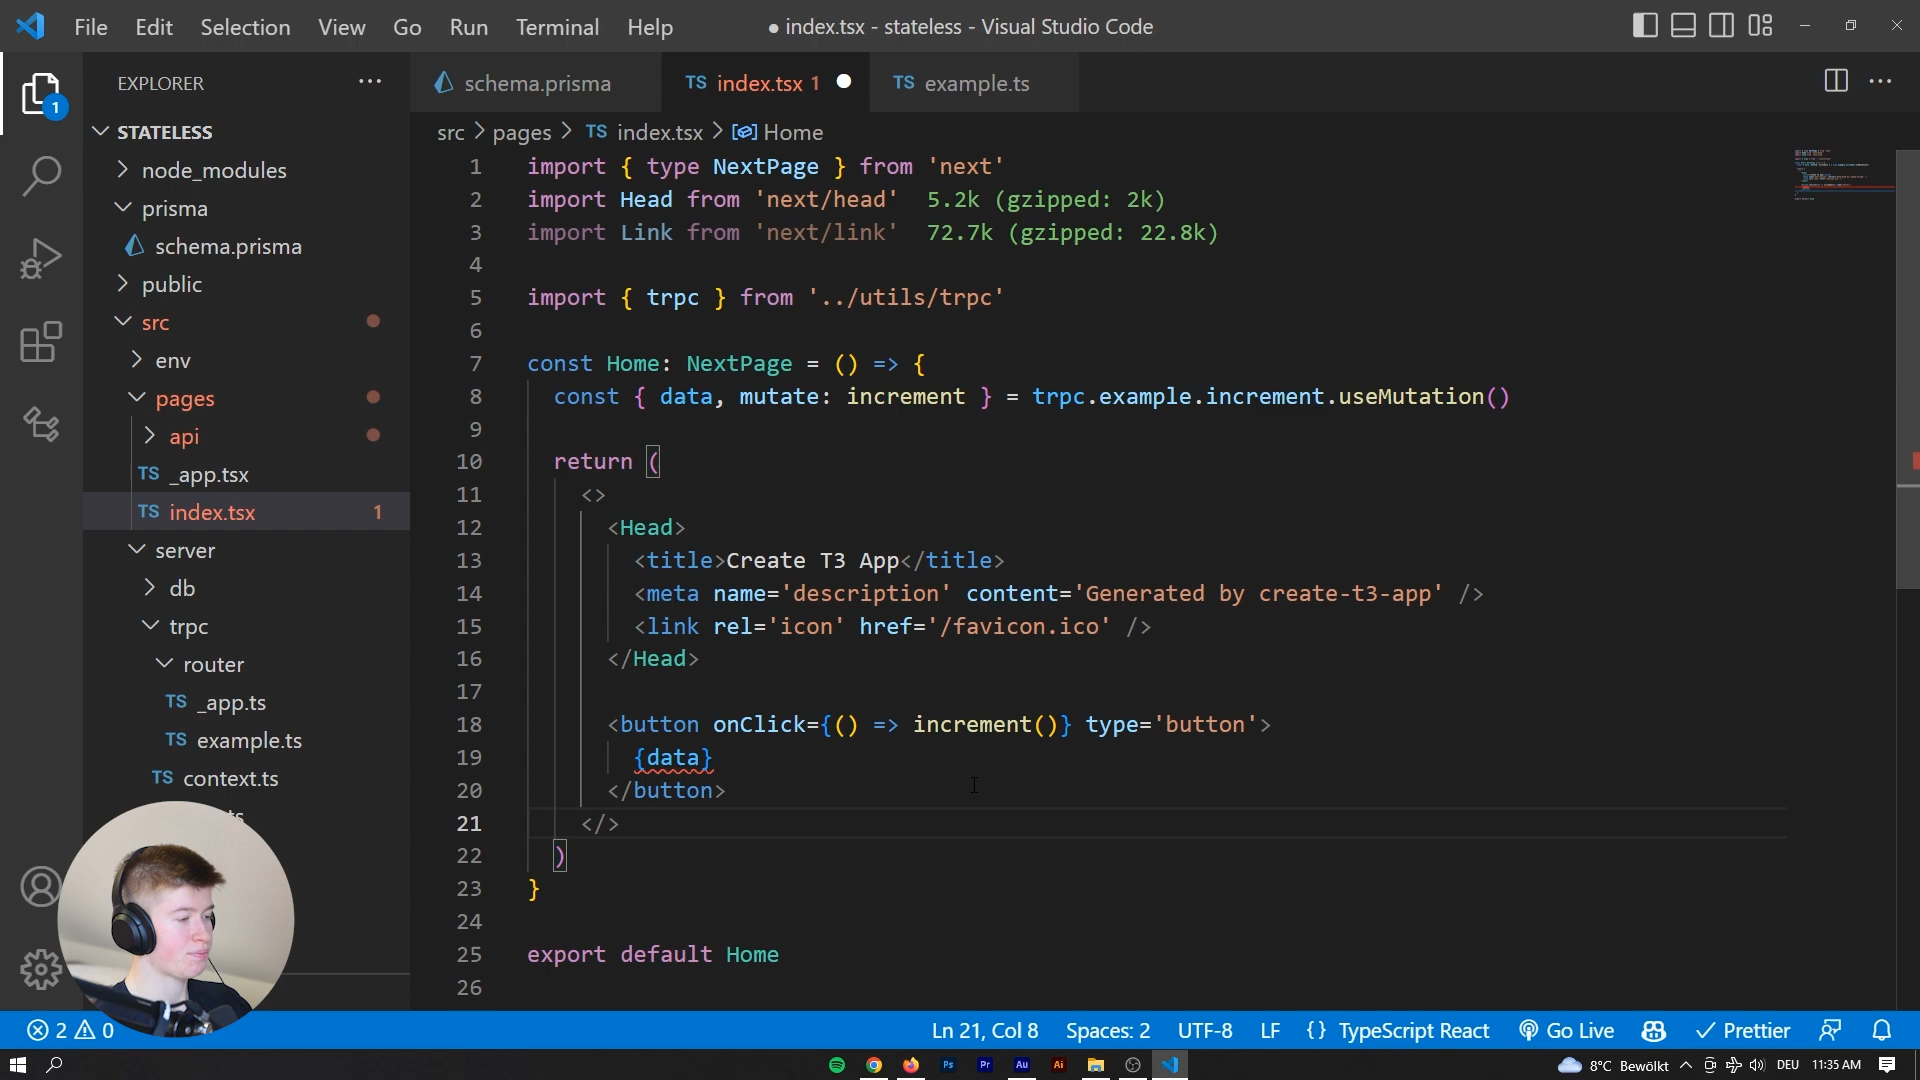 File Edit Selection View Go Run Terminal Help
● index.tsx - stateless - Visual Studio Code
EXPLORER
schema.prisma
TS index.tsx 1
TS example.ts
1
STATELESS
node_modules
prisma
schema.prisma
public
src
env
pages
api
TS _app.tsx
TS index.tsx 1
server
db
trpc
router
TS _app.ts
TS example.ts
TS context.ts
src > pages > TS index.tsx > Home
1 import { type NextPage } from 'next'
2 import Head from 'next/head' 5.2k (gzipped: 2k)
3 import Link from 'next/link' 72.7k (gzipped: 22.8k)
4
5 import { trpc } from '../utils/trpc'
6
7 const Home: NextPage = () => {
8 const { data, mutate: increment } = trpc.example.increment.useMutation()
9
10 return (
11 <>
12 <Head>
13 <title>Create T3 App</title>
14 <meta name='description' content='Generated by create-t3-app' />
15 <link rel='icon' href='/favicon.ico' />
16 </Head>
17
18 <button onClick={() => increment()} type='button'>
19 {data}
20 </button>
21 </>
22 )
23 }
24
25 export default Home
26
2 0
Ln 21, Col 8 Spaces: 2 UTF-8 LF {} TypeScript React Go Live Prettier
Ps Pr Au Ai
8°C Bewölkt DEU 11:35 AM